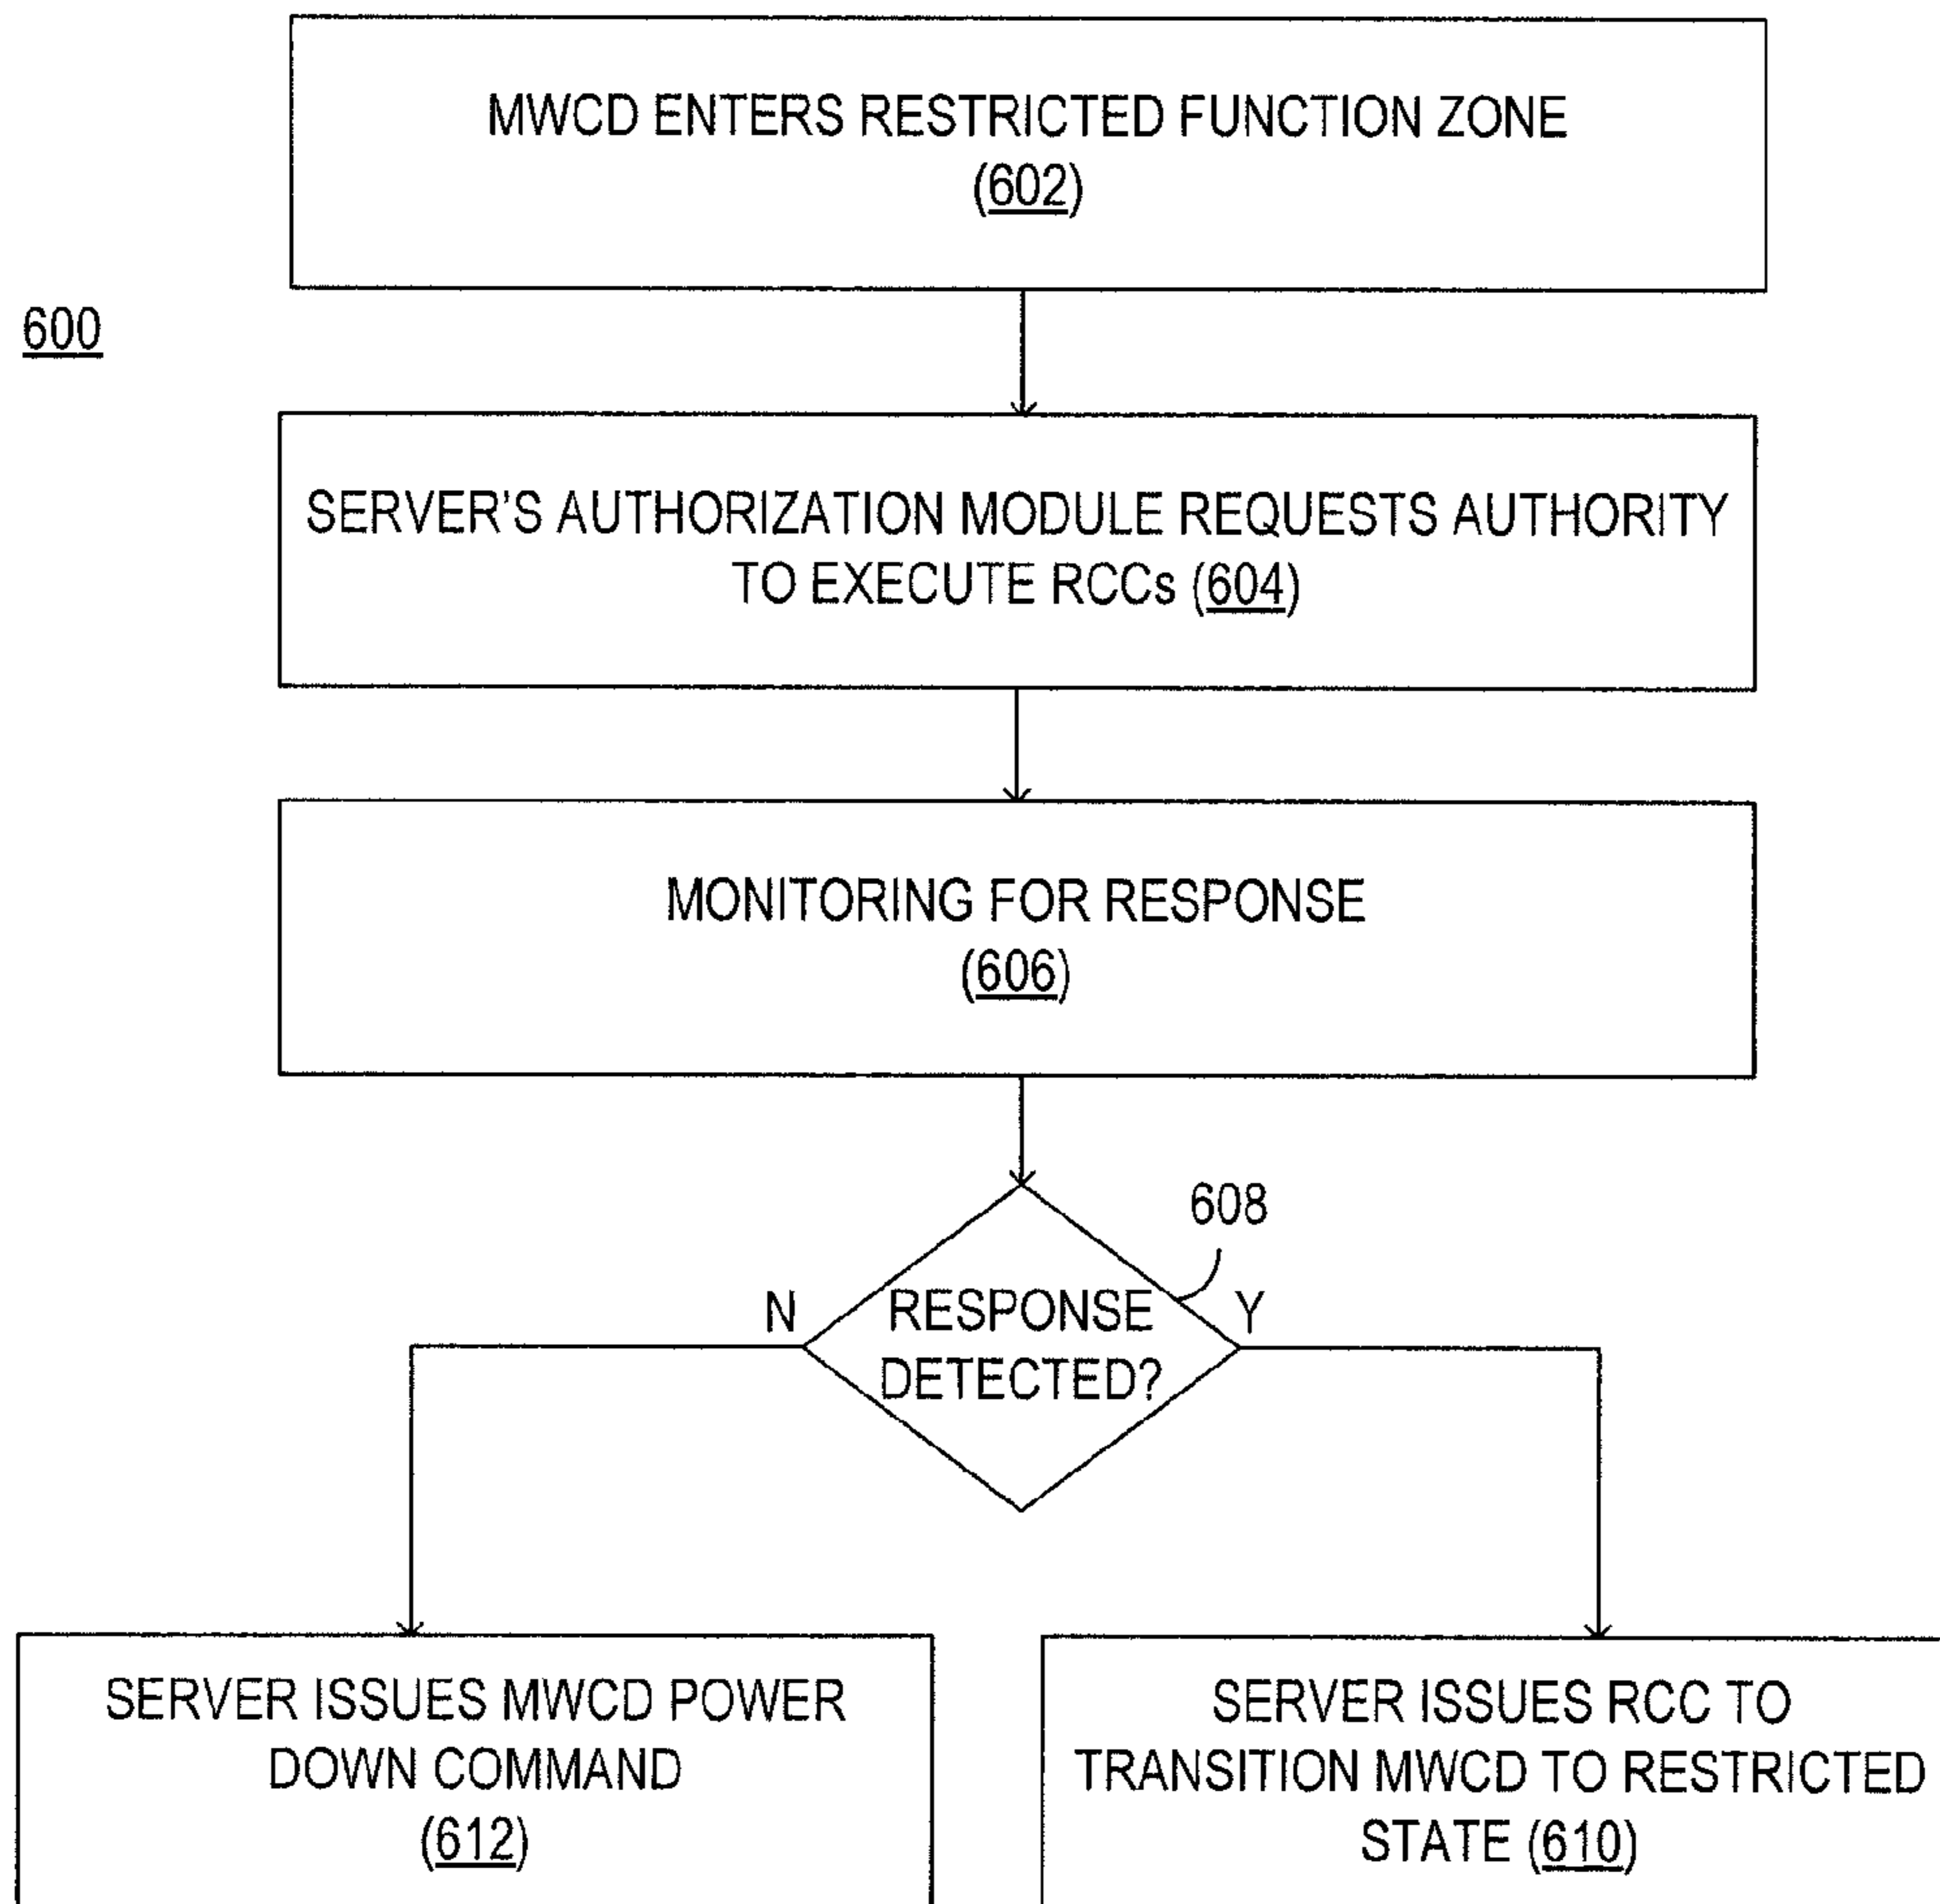 MWCD ENTERS RESTRICTED FUNCTION ZONE
(602)
600
SERVER'S AUTHORIZATION MODULE REQUESTS AUTHORITY
TO EXECUTE RCCs (604)
MONITORING FOR RESPONSE
(606)
608
N
RESPONSE
DETECTED?
Y
SERVER ISSUES MWCD POWER
DOWN COMMAND
(612)
SERVER ISSUES RCC TO
TRANSITION MWCD TO RESTRICTED
STATE (610)